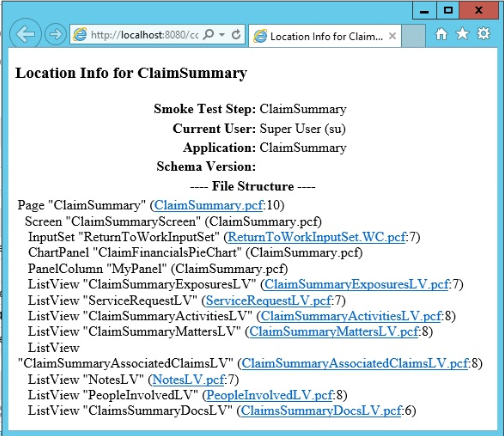 http://localhost:8080/cc
Location Info for Claim...
Location Info for ClaimSummary
Smoke Test Step: ClaimSummary
Current User: Super User (su)
Application: ClaimSummary
Schema Version:
---- File Structure ----
Page "ClaimSummary" (ClaimSummary.pcf:10)
Screen "ClaimSummaryScreen" (ClaimSummary.pcf)
InputSet "ReturnToWorkInputSet" (ReturnToWorkInputSet.WC.pcf:7)
ChartPanel "ClaimFinancialsPieChart" (ClaimSummary.pcf)
PanelColumn "MyPanel" (ClaimSummary.pcf)
ListView "ClaimSummaryExposuresLV" (ClaimSummaryExposuresLV.pcf:7)
ListView "ServiceRequestLV" (ServiceRequestLV.pcf:7)
ListView "ClaimSummaryActivitiesLV" (ClaimSummaryActivitiesLV.pcf:8)
ListView "ClaimSummaryMattersLV" (ClaimSummaryMattersLV.pcf:8)
ListView
"ClaimSummaryAssociatedClaimsLV" (ClaimSummaryAssociatedClaimsLV.pcf:8)
ListView "NotesLV" (NotesLV.pcf:7)
ListView "PeopleInvolvedLV" (PeopleInvolvedLV.pcf:8)
ListView "ClaimsSummaryDocsLV" (ClaimsSummaryDocsLV.pcf:6)